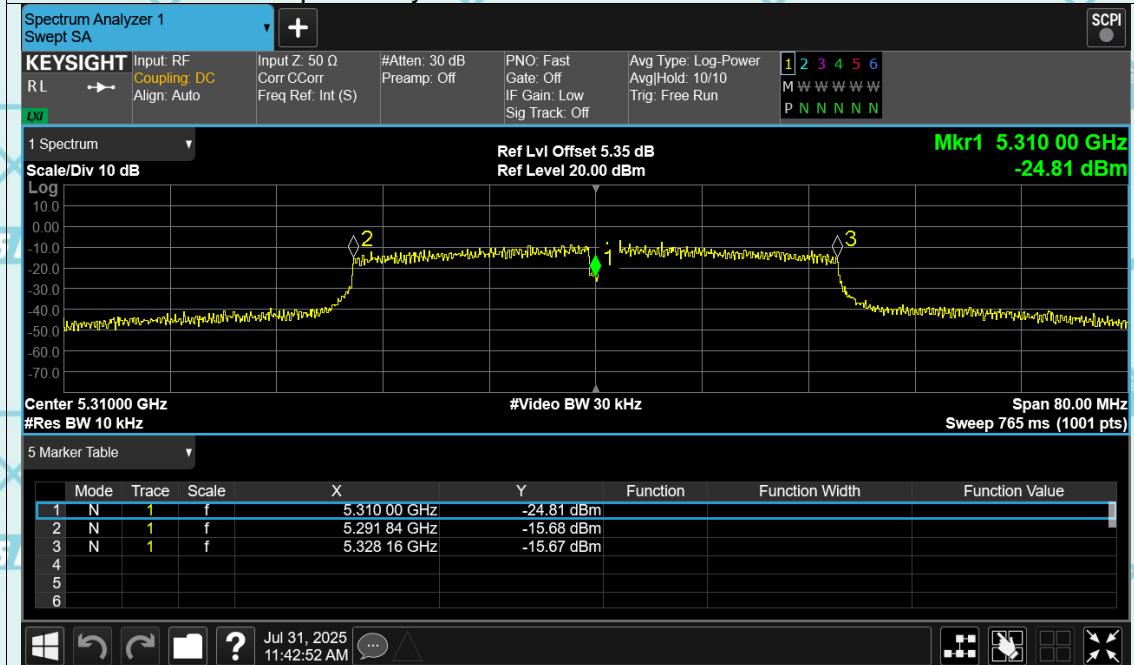 Spectrum Analyzer 1
Swept SA
+
SCPI
KEYSIGHT
RL
LXI
Input: RF
Coupling: DC
Align: Auto
Input Z: 50 Ω
Corr CCorr
Freq Ref: Int (S)
#Atten: 30 dB
Preamp: Off
PNO: Fast
Gate: Off
IF Gain: Low
Sig Track: Off
Avg Type: Log-Power
Avg|Hold: 10/10
Trig: Free Run
1 2 3 4 5 6
M W W W W W
P N N N N N
1 Spectrum
Scale/Div 10 dB
Ref Lvl Offset 5.35 dB
Ref Level 20.00 dBm
Mkr1 5.310 00 GHz
-24.81 dBm
Log
10.0
0.00
-10.0
-20.0
-30.0
-40.0
-50.0
-60.0
-70.0
2
1
3
Center 5.31000 GHz
#Video BW 30 kHz
Span 80.00 MHz
#Res BW 10 kHz
Sweep 765 ms (1001 pts)
5 Marker Table
Mode Trace Scale X Y Function Function Width Function Value
1 N 1 f 5.310 00 GHz -24.81 dBm
2 N 1 f 5.291 84 GHz -15.68 dBm
3 N 1 f 5.328 16 GHz -15.67 dBm
4
5
6
?
Jul 31, 2025
11:42:52 AM